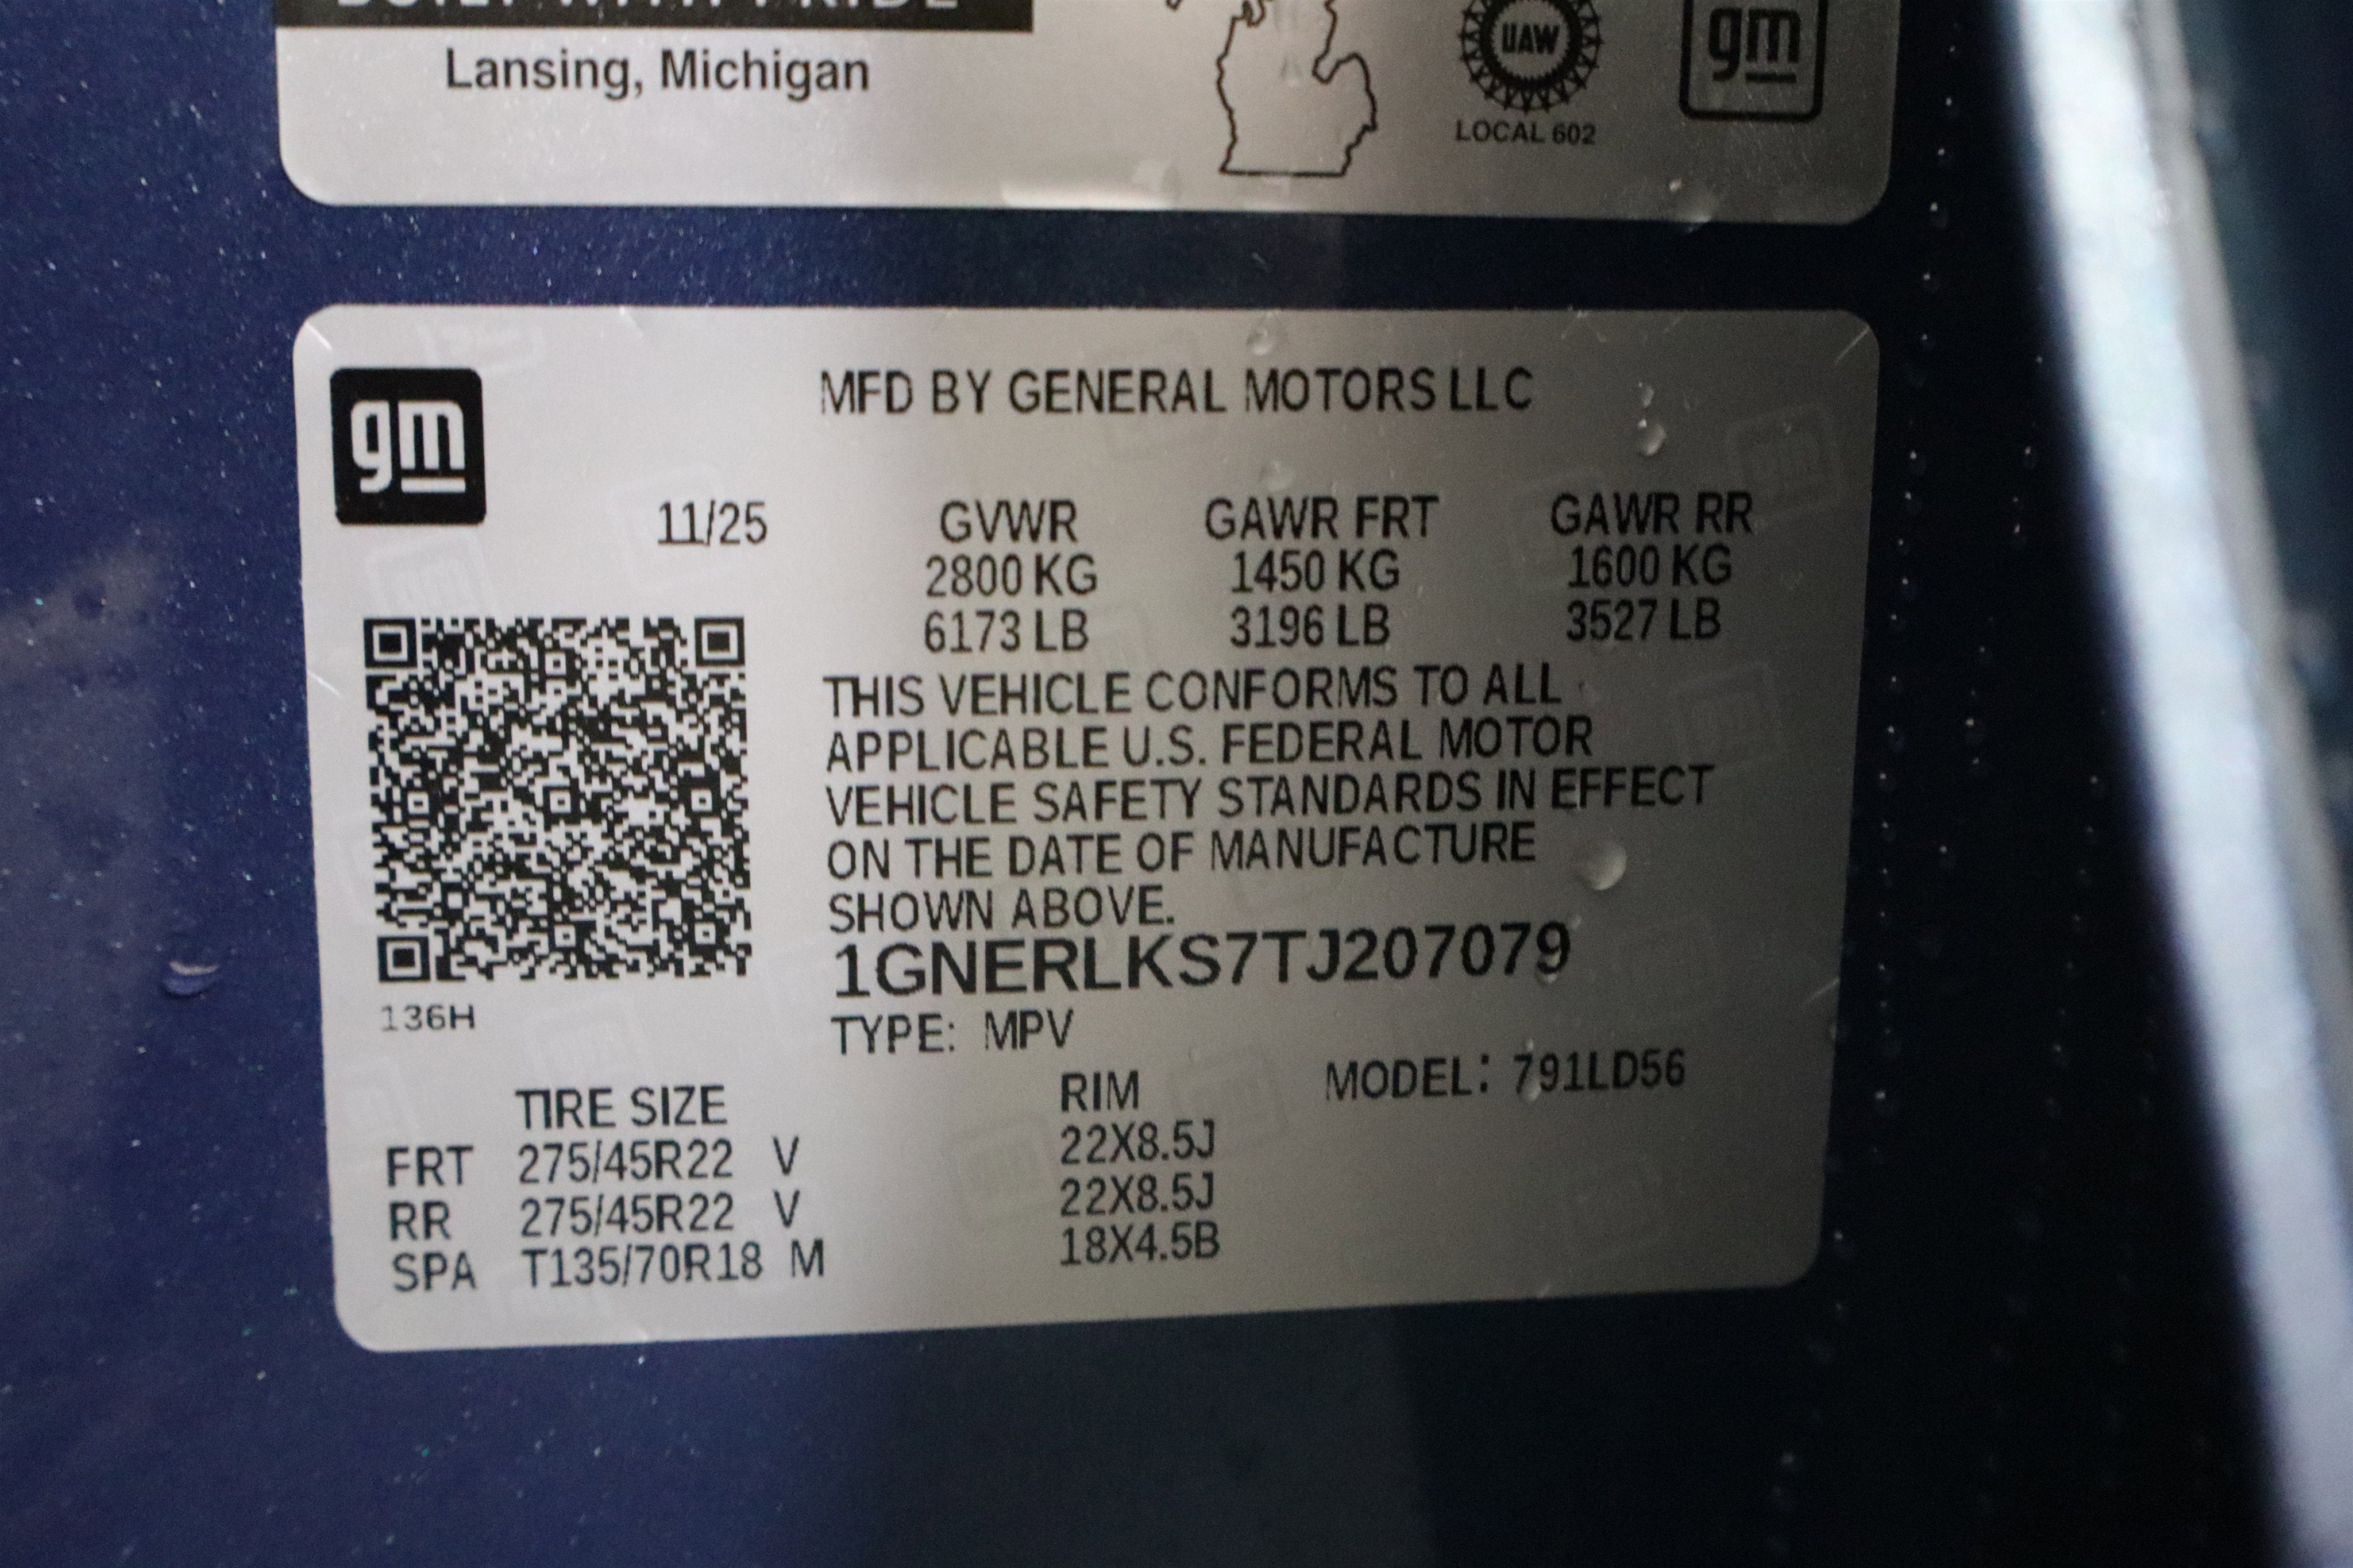 BUILT WITH PRIDE
Lansing, Michigan
UAW
LOCAL 602
gm
gm
MFD BY GENERAL MOTORS LLC
11/25 GVWR GAWR FRT GAWR RR
2800 KG 1450 KG 1600 KG
6173 LB 3196 LB 3527 LB
THIS VEHICLE CONFORMS TO ALL
APPLICABLE U.S. FEDERAL MOTOR
VEHICLE SAFETY STANDARDS IN EFFECT
ON THE DATE OF MANUFACTURE
SHOWN ABOVE.
1GNERLKS7TJ207079
136H
TYPE: MPV
TIRE SIZE RIM MODEL: 791LD56
FRT 275/45R22 V 22X8.5J
RR 275/45R22 V 22X8.5J
SPA T135/70R18 M 18X4.5B